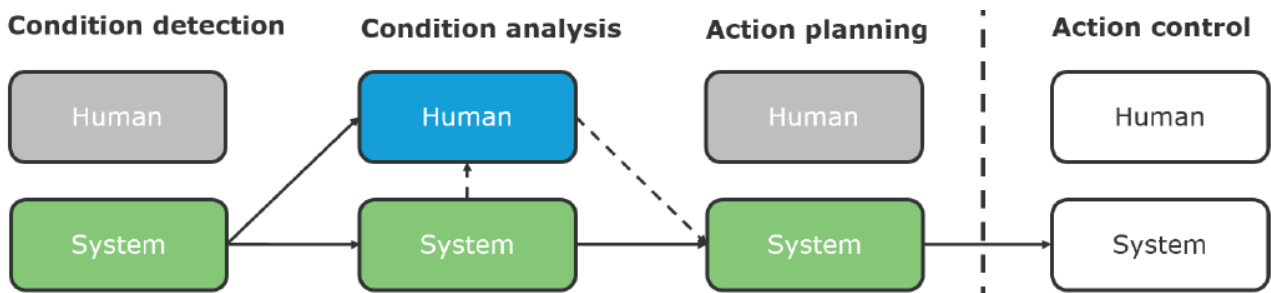 Condition detection
Condition analysis
Action planning
Action control
Human
Human
Human
Human
System
System
System
System